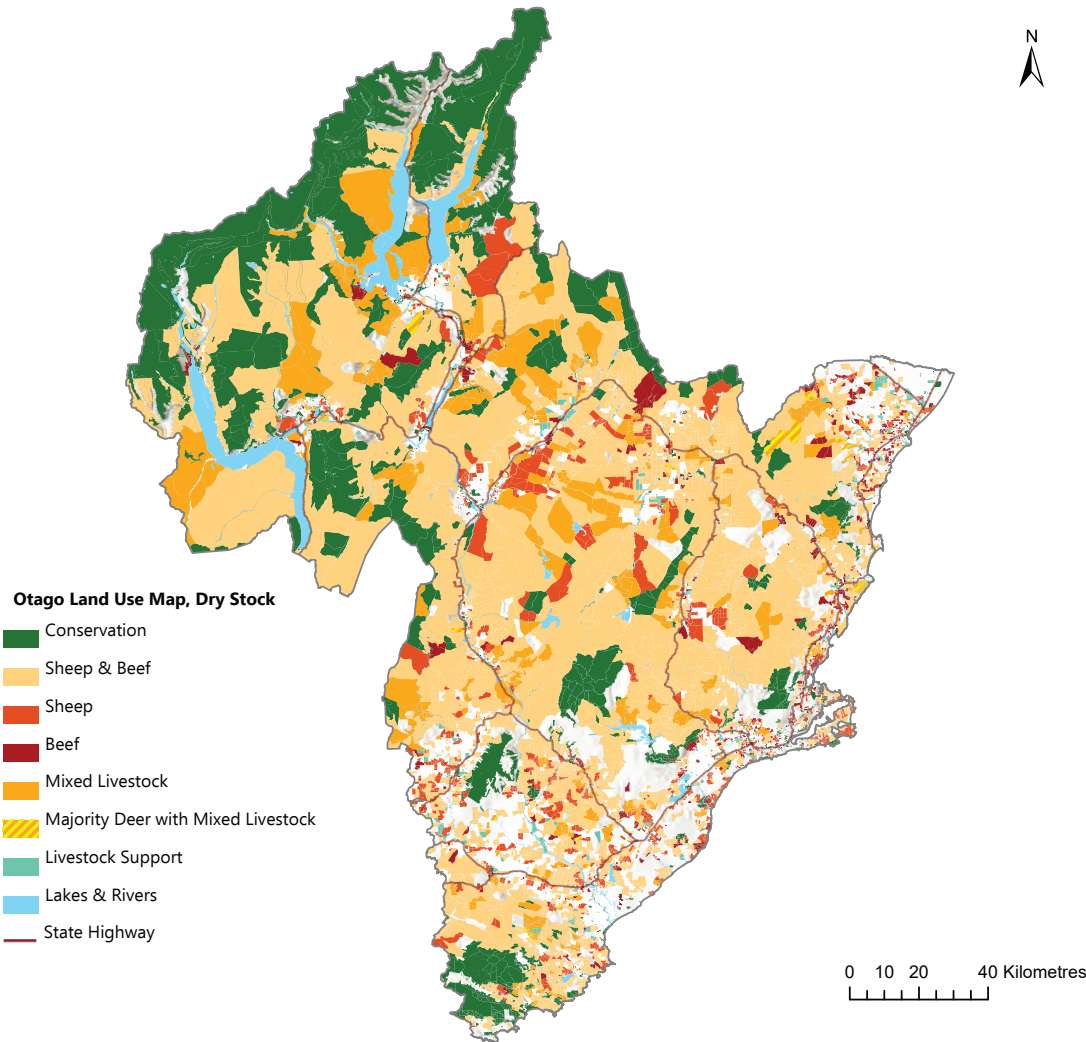 N
Otago Land Use Map, Dry Stock
Conservation
Sheep & Beef
Sheep
Beef
Mixed Livestock
Majority Deer with Mixed Livestock
Livestock Support
Lakes & Rivers
State Highway
0 10 20 40 Kilometres